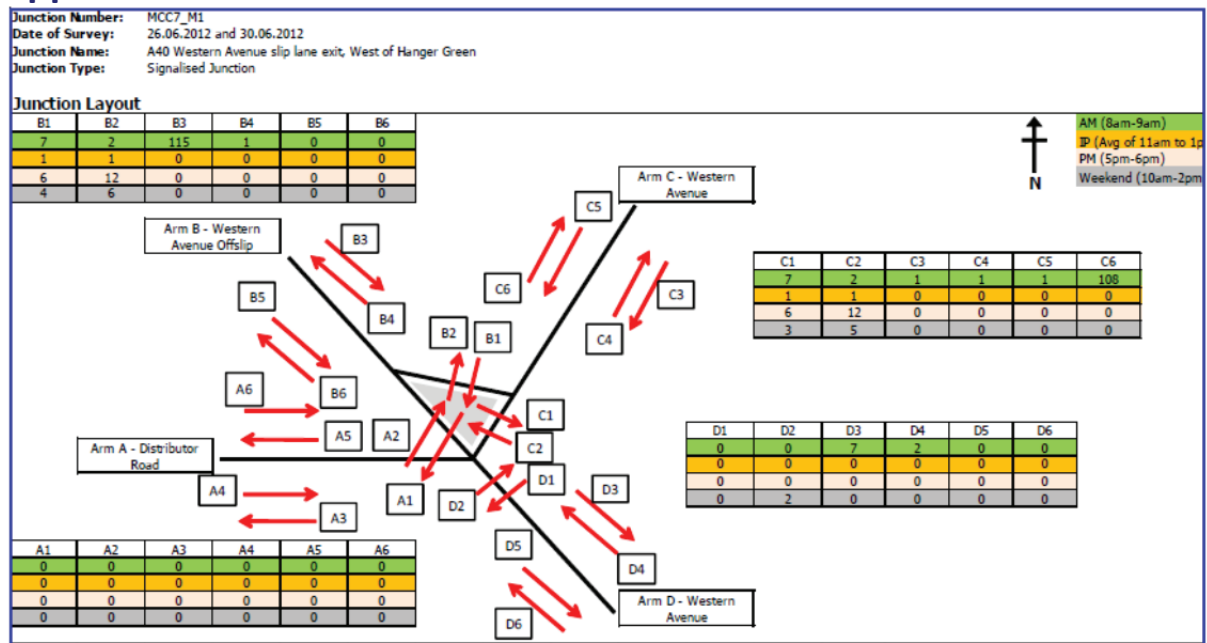 Junction Number: MCC7_M1
Date of Survey: 26.06.2012 and 30.06.2012
Junction Name: A40 Western Avenue slip lane exit, West of Hanger Green
Junction Type: Signalised Junction
Junction Layout
B1 B2 B3 B4 B5 B6
7 2 115 1 0 0
1 1 0 0 0 0
6 12 0 0 0 0
4 6 0 0 0 0
AM (8am-9am)
IP (Avg of 11am to 1p
PM (5pm-6pm)
Weekend (10am-2pm
N
Arm C - Western
Avenue
Arm B - Western
Avenue Offslip
C5
B3
C6
C3
B5
B4
B2
B1
C4
C1 C2 C3 C4 C5 C6
7 2 1 1 1 108
1 1 0 0 0 0
6 12 0 0 0 0
3 5 0 0 0 0
A6
B6
C1
A5
A2
C2
Arm A - Distributor
Road
D1 D2 D3 D4 D5 D6
0 0 7 2 0 0
0 0 0 0 0 0
0 0 0 0 0 0
0 2 0 0 0 0
A4
A1
D2
D1
D3
A3
D5
D4
A1 A2 A3 A4 A5 A6
0 0 0 0 0 0
0 0 0 0 0 0
0 0 0 0 0 0
0 0 0 0 0 0
Arm D - Western
Avenue
D6